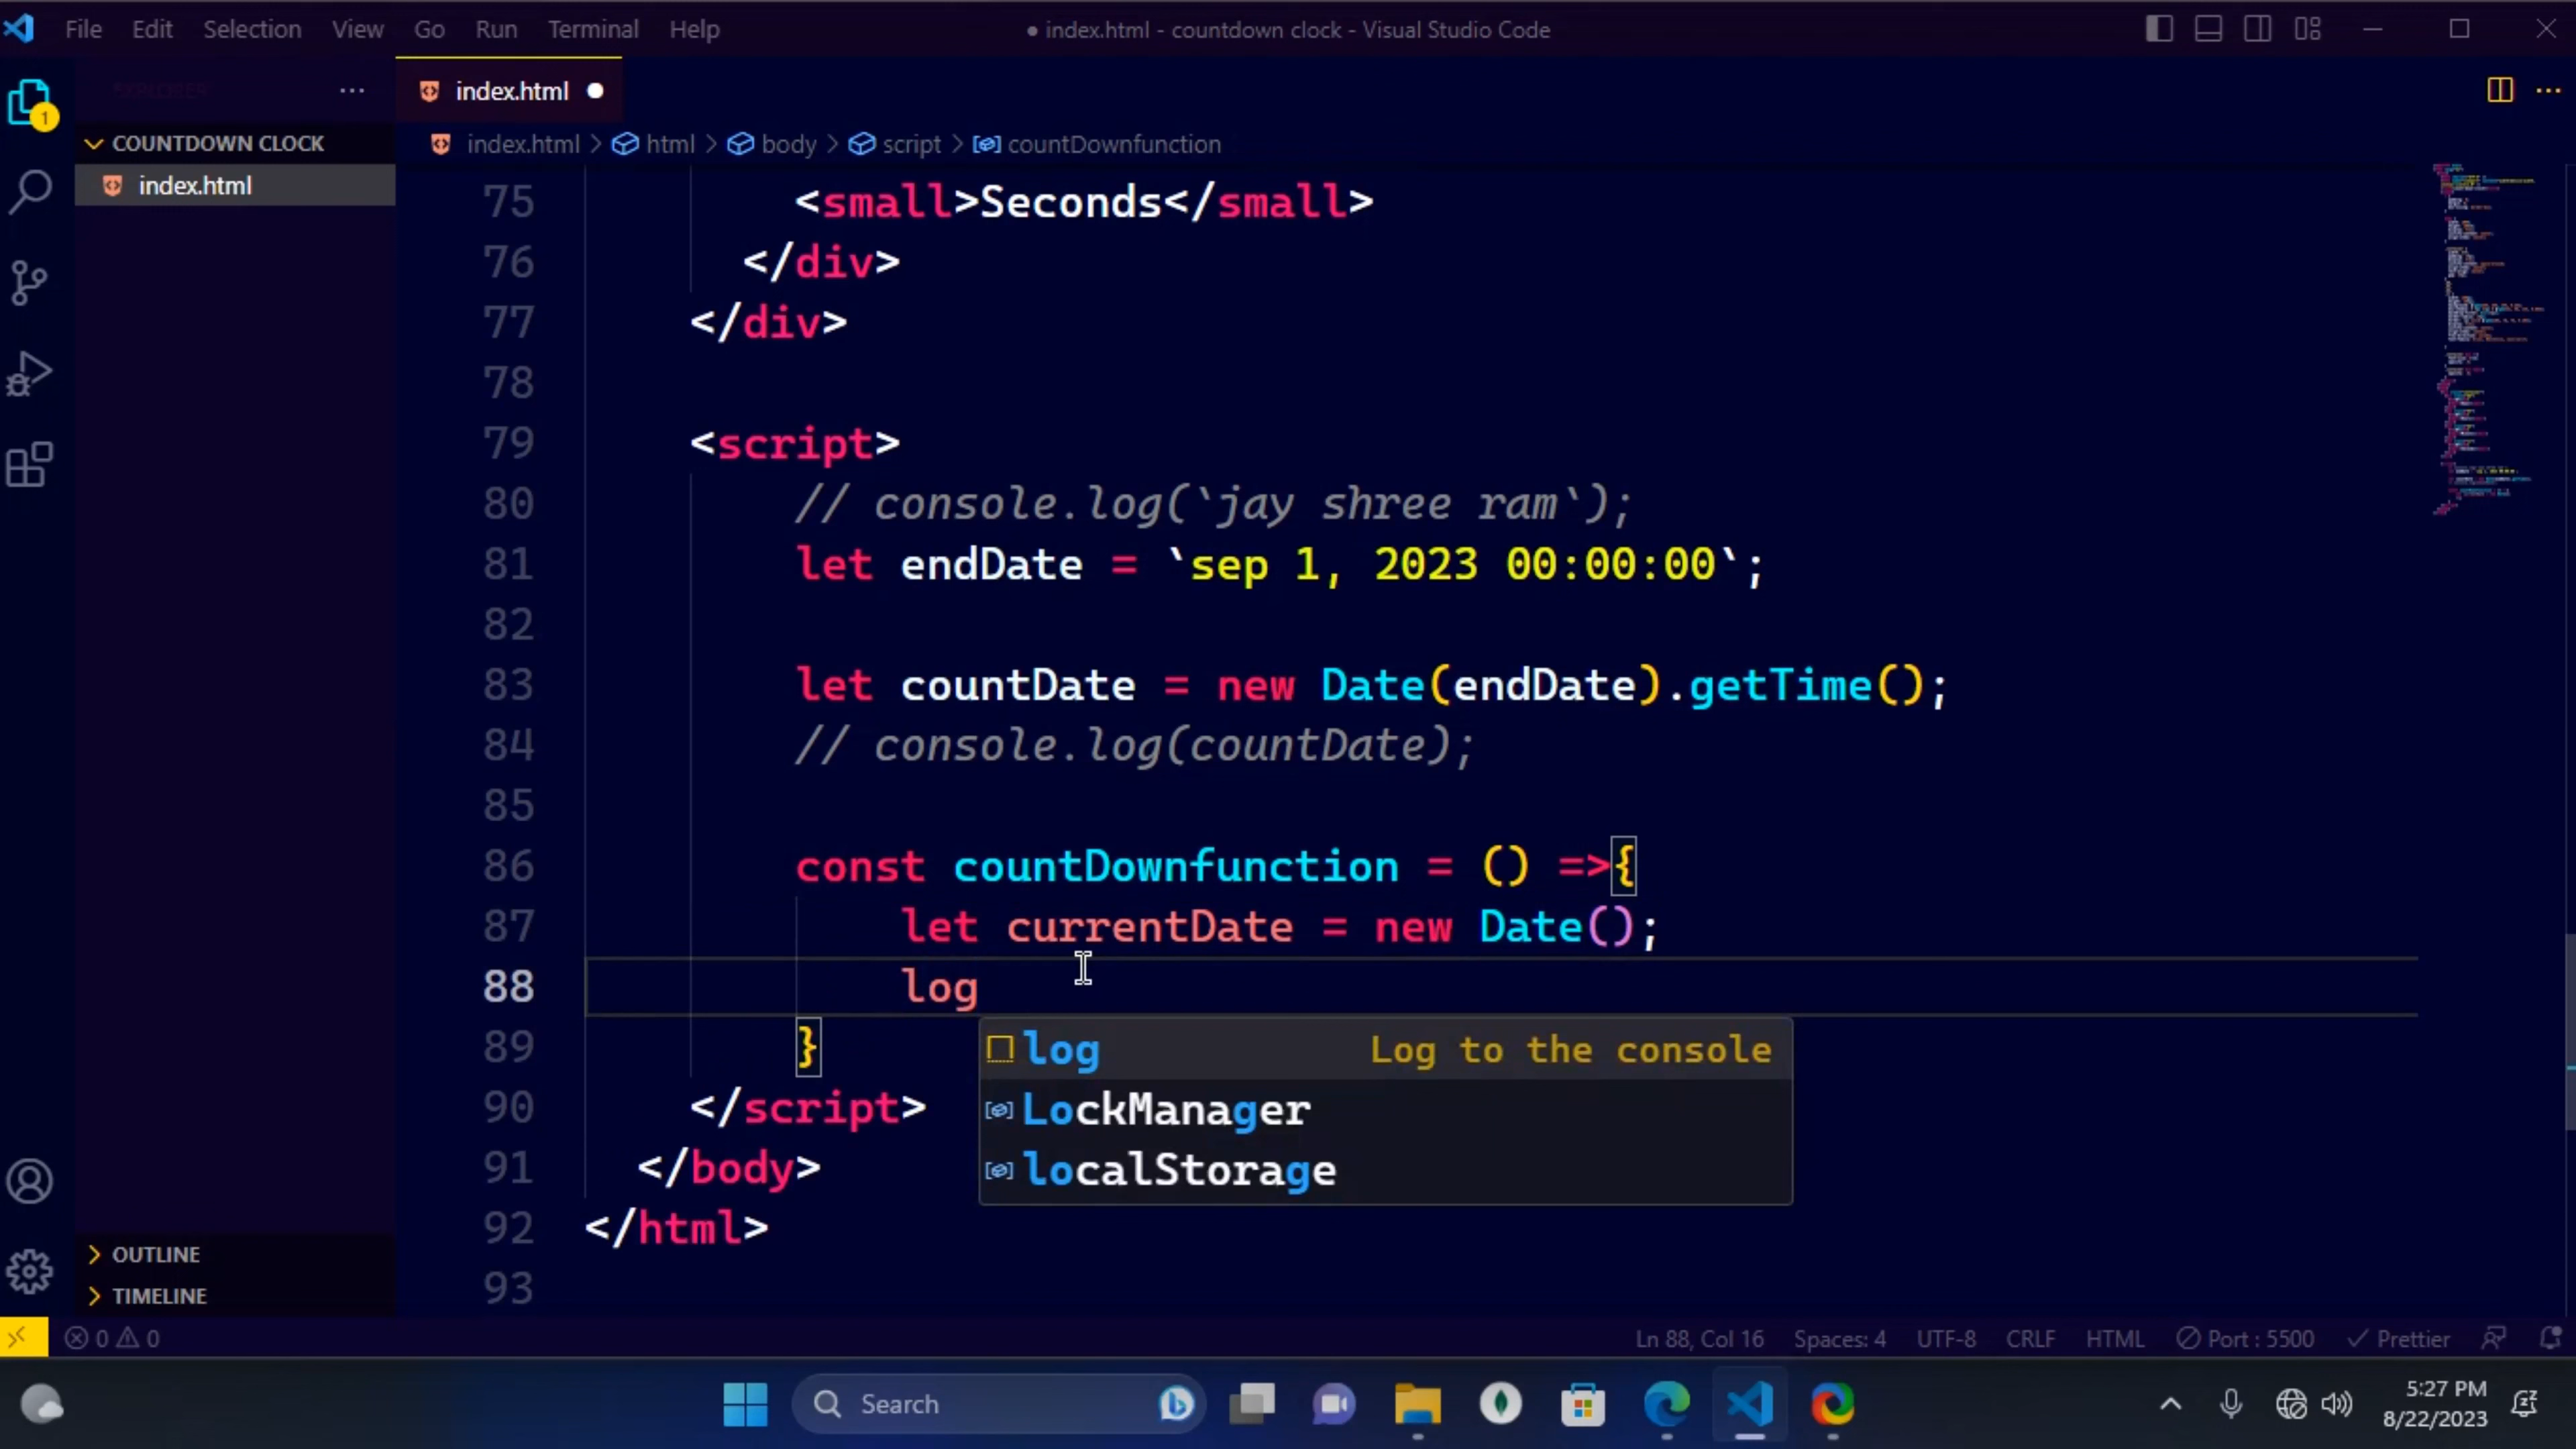 File Edit Selection View Go Run Terminal Help
● index.html - countdown clock - Visual Studio Code
1
index.html
COUNTDOWN CLOCK
index.html > html > body > script > countDownfunction
index.html
75 <small>Seconds</small>
76 </div>
77 </div>
78
79 <script>
80 // console.log(`jay shree ram`);
81 let endDate = `sep 1, 2023 00:00:00`;
82
83 let countDate = new Date(endDate).getTime();
84 // console.log(countDate);
85
86 const countDownfunction = () =>{
87 let currentDate = new Date();
88 log
89 }
log Log to the console
LockManager
localStorage
90 </script>
91 </body>
92 </html>
93
OUTLINE
TIMELINE
0 0
Ln 88, Col 16 Spaces: 4 UTF-8 CRLF HTML Port : 5500 Prettier
Search
5:27 PM
8/22/2023